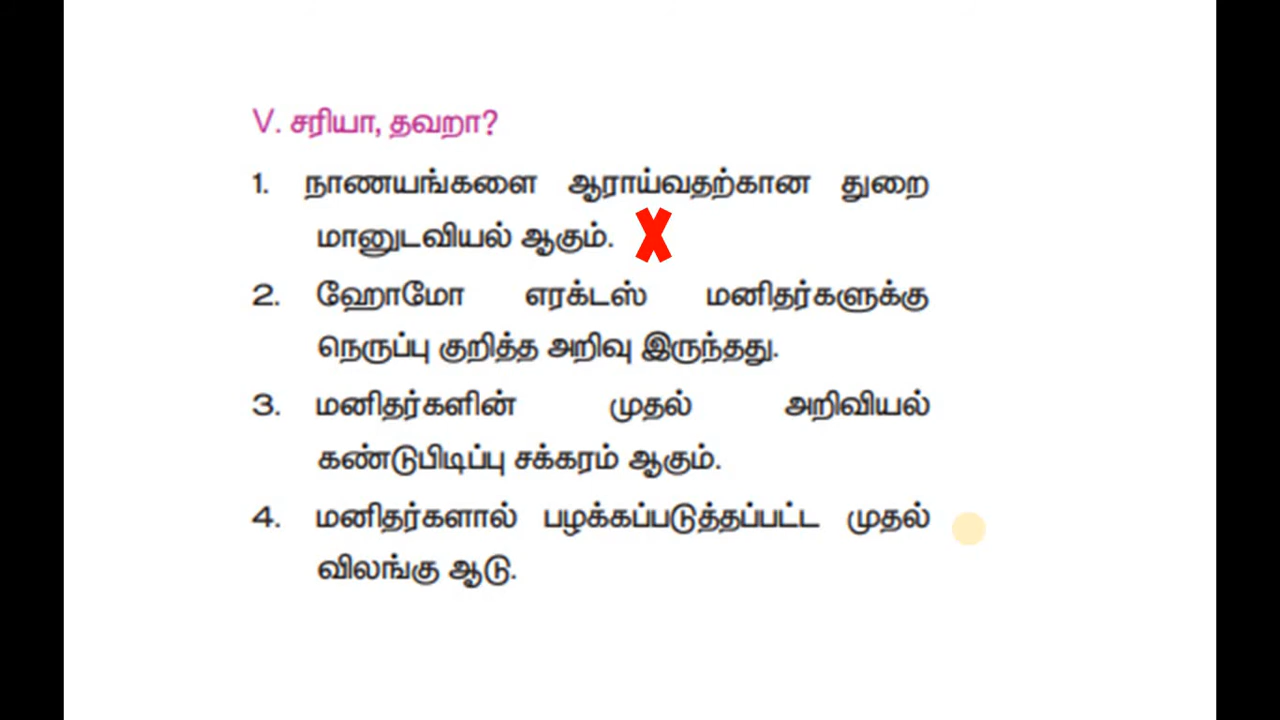 V. சரியா, தவறா?
1. நாணயங்களை ஆராய்வதற்கான துறை
மானுடவியல் ஆகும்.
2. ஹோமோ எரக்டஸ் மனிதர்களுக்கு
நெருப்பு குறித்த அறிவு இருந்தது.
3. மனிதர்களின் முதல் அறிவியல்
கண்டுபிடிப்பு சக்கரம் ஆகும்.
4. மனிதர்களால் பழக்கப்படுத்தப்பட்ட முதல்
விலங்கு ஆடு.